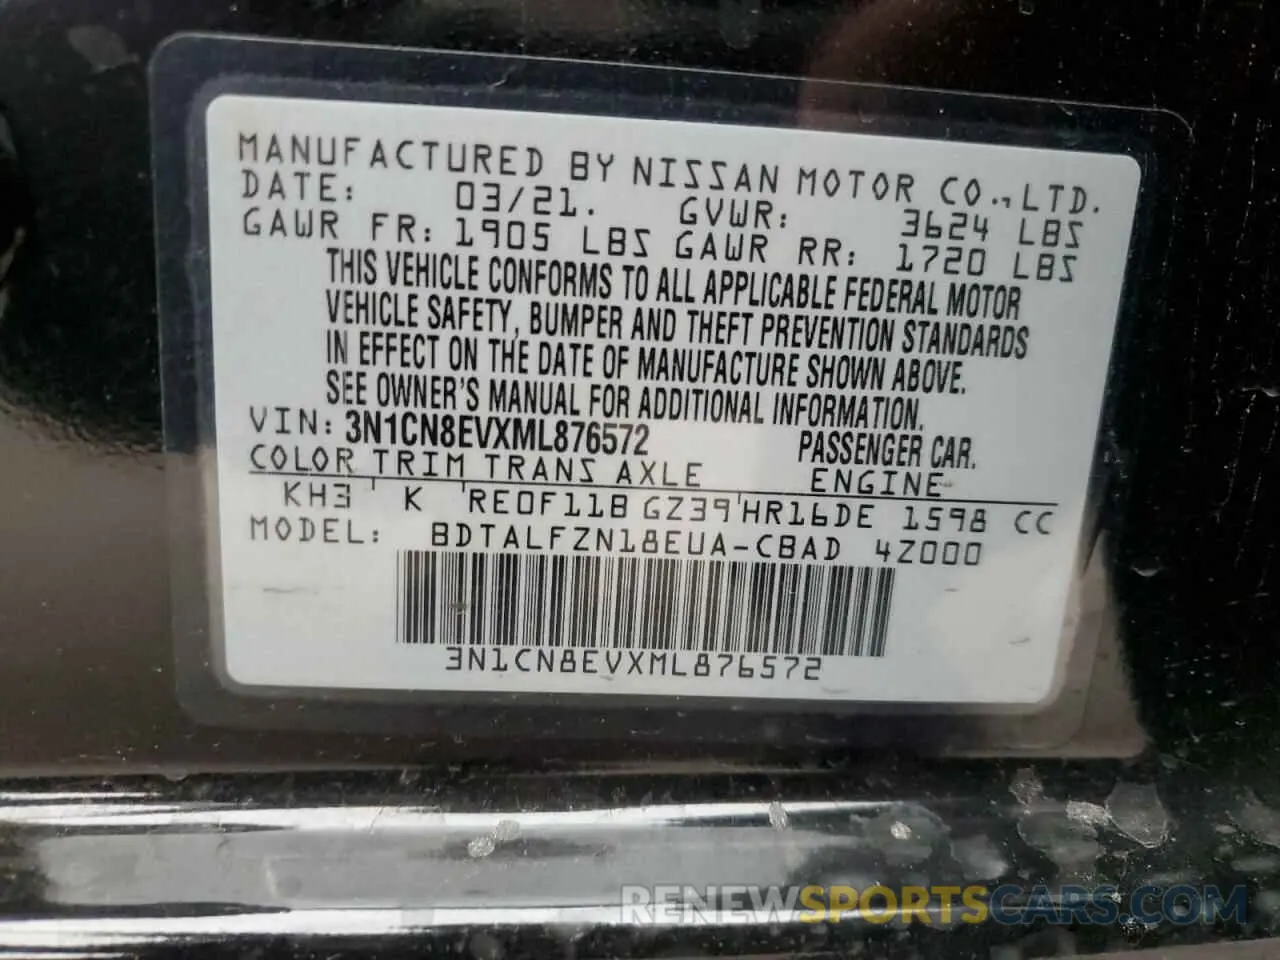 MANUFACTURED BY NISSAN MOTOR CO., LTD.
DATE: 03/21. GVWR: 3624 LBS
GAWR FR: 1905 LBS GAWR RR: 1720 LBS
THIS VEHICLE CONFORMS TO ALL APPLICABLE FEDERAL MOTOR
VEHICLE SAFETY, BUMPER AND THEFT PREVENTION STANDARDS
IN EFFECT ON THE DATE OF MANUFACTURE SHOWN ABOVE.
SEE OWNER'S MANUAL FOR ADDITIONAL INFORMATION.
VIN: 3N1CN8EVXML876572 PASSENGER CAR.
COLOR TRIM TRANS AXLE ENGINE
KH3 K RE0F11B GZ39 HR16DE 1598 CC
MODEL: BDTALFZN18EUA-CBAD 4Z000
3N1CN8EVXML876572
RENEWSPORTSCARS.COM